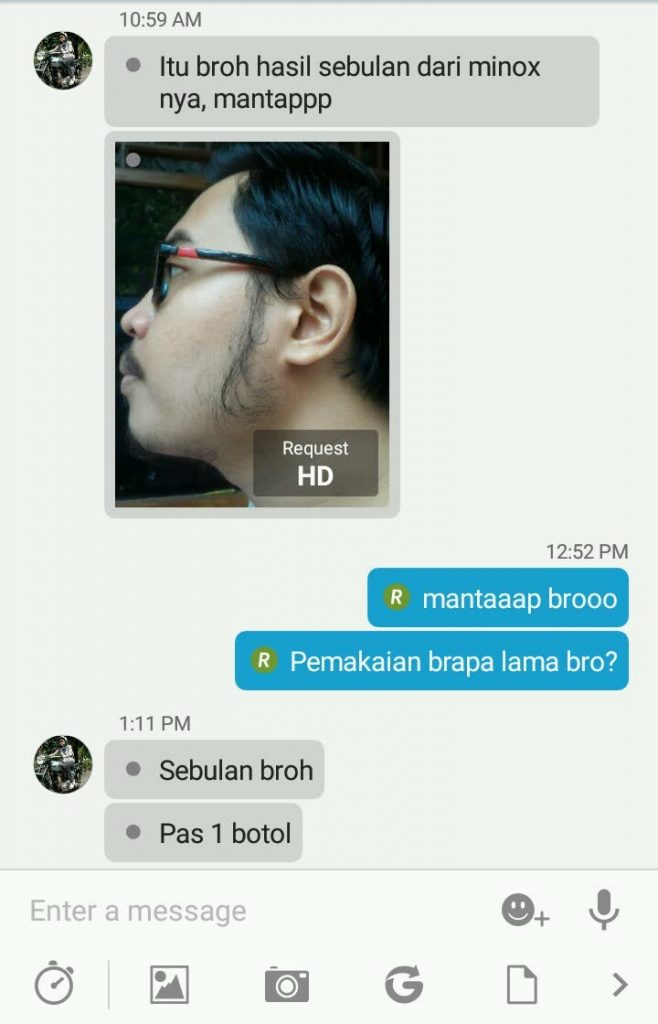 10:59 AM
Itu broh hasil sebulan dari minox
nya, mantappp
Request
HD
12:52 PM
R mantaaap brooo
R Pemakaian brapa lama bro?
1:11 PM
Sebulan broh
Pas 1 botol
Enter a message